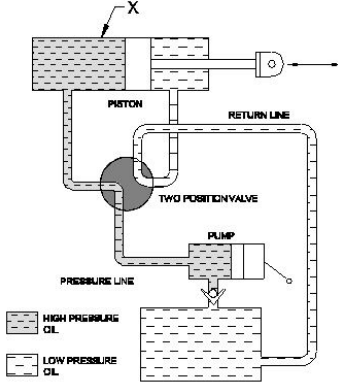 X
PISTON
RETURN LINE
TWO POSITION VALVE
PUMP
PRESSURE LINE
HIGH PRESSURE
OIL
LOW PRESSURE
OIL